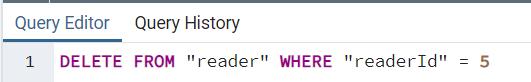 Query Editor Query History
1 DELETE FROM "reader" WHERE "readerId" = 5